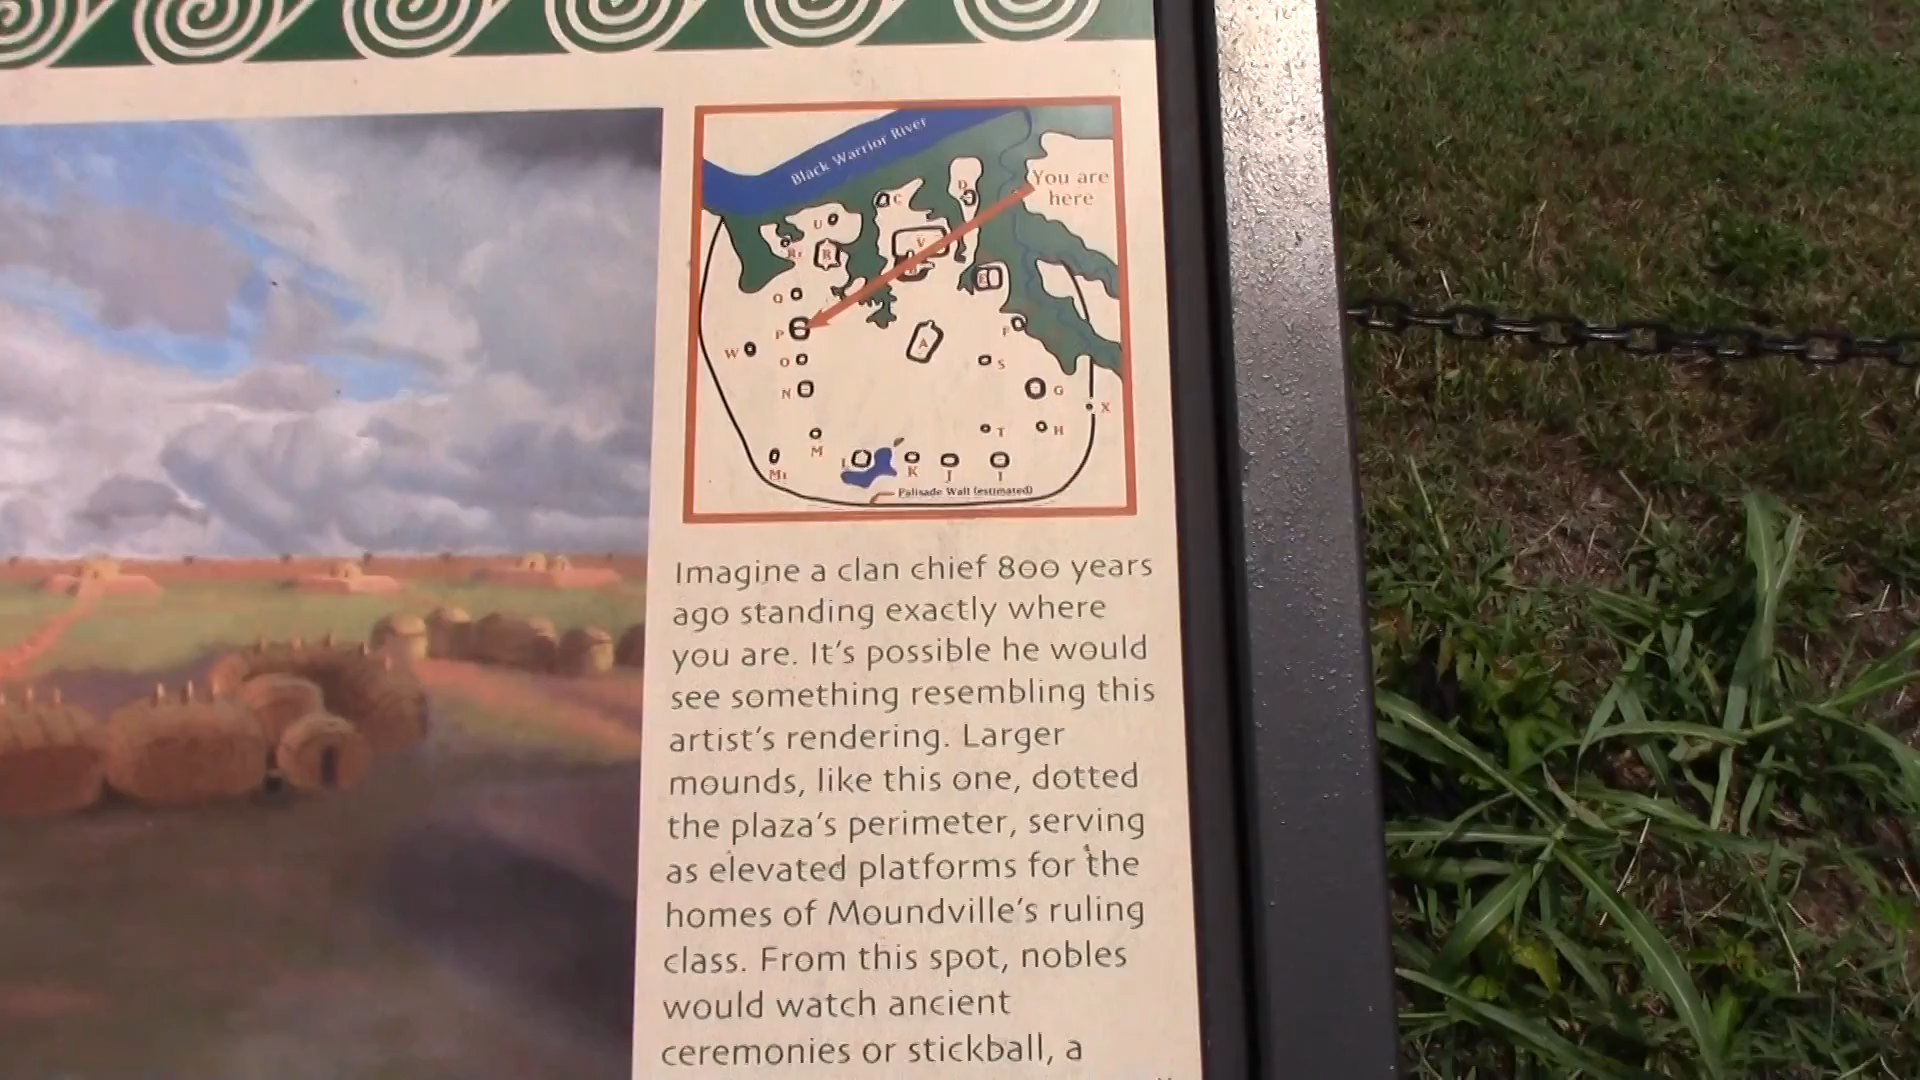 Black Warrior River
You are
here
D
C
U
V
R1
R
B
E
Q
P
F
A
W
O
S
N
G
X
T
H
M
L
K
J
I
M1
Palisade Wall (estimated)
Imagine a clan chief 800 years
ago standing exactly where
you are. It's possible he would
see something resembling this
artist's rendering. Larger
mounds, like this one, dotted
the plaza's perimeter, serving
as elevated platforms for the
homes of Moundville's ruling
class. From this spot, nobles
would watch ancient
ceremonies or stickball, a